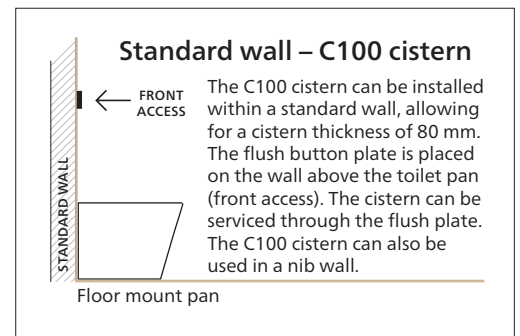 Standard wall – C100 cistern
FRONT
ACCESS
The C100 cistern can be installed
within a standard wall, allowing
for a cistern thickness of 80 mm.
The flush button plate is placed
on the wall above the toilet pan
(front access). The cistern can be
serviced through the flush plate.
The C100 cistern can also be
used in a nib wall.
STANDARD WALL
Floor mount pan